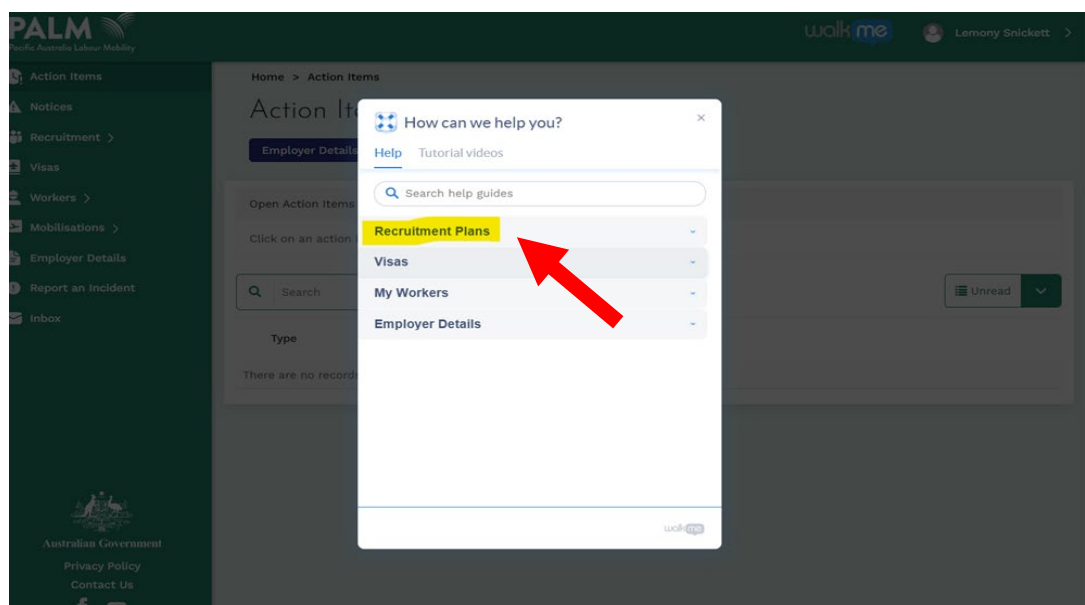 PALM
Pacific Australia Labour Mobility
walkme
Lemony Snickett >
Action Items
Notices
Recruitment >
Visas
Workers >
Mobilisations >
Employer Details
Report an Incident
Inbox
Australian Government
Privacy Policy
Contact Us
Home > Action Items
Action Ite
Employer Details
Open Action Items
Click on an action
Search
Unread
Type
There are no records
How can we help you?
×
Help Tutorial videos
Search help guides
Recruitment Plans
Visas
My Workers
Employer Details
walkme